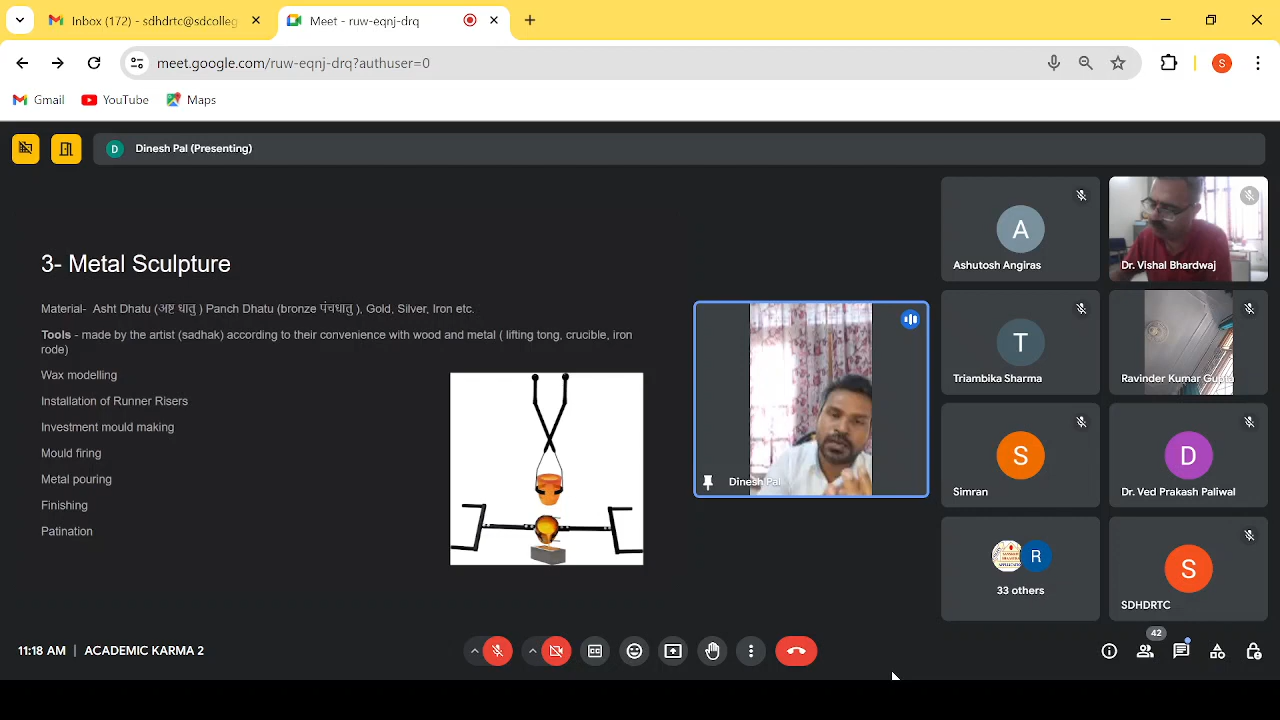 Inbox (172) - sdhdrtc@sdcolleg
Meet - ruw-eqnj-drq
meet.google.com/ruw-eqnj-drq?authuser=0
S
Gmail
YouTube
Maps
D
Dinesh Pal (Presenting)
3- Metal Sculpture
Material- Asht Dhatu (अष्ट धातु ) Panch Dhatu (bronze पंचधातु ), Gold, Silver, Iron etc.
Tools - made by the artist (sadhak) according to their convenience with wood and metal ( lifting tong, crucible, iron
rode)
Wax modelling
Installation of Runner Risers
Investment mould making
Mould firing
Metal pouring
Finishing
Patination
Dinesh Pal
A
Ashutosh Angiras
Dr. Vishal Bhardwaj
T
Triambika Sharma
Ravinder Kumar Gupta
S
Simran
D
Dr. Ved Prakash Paliwal
R
33 others
S
SDHDRTC
11:18 AM | ACADEMIC KARMA 2
CC
42